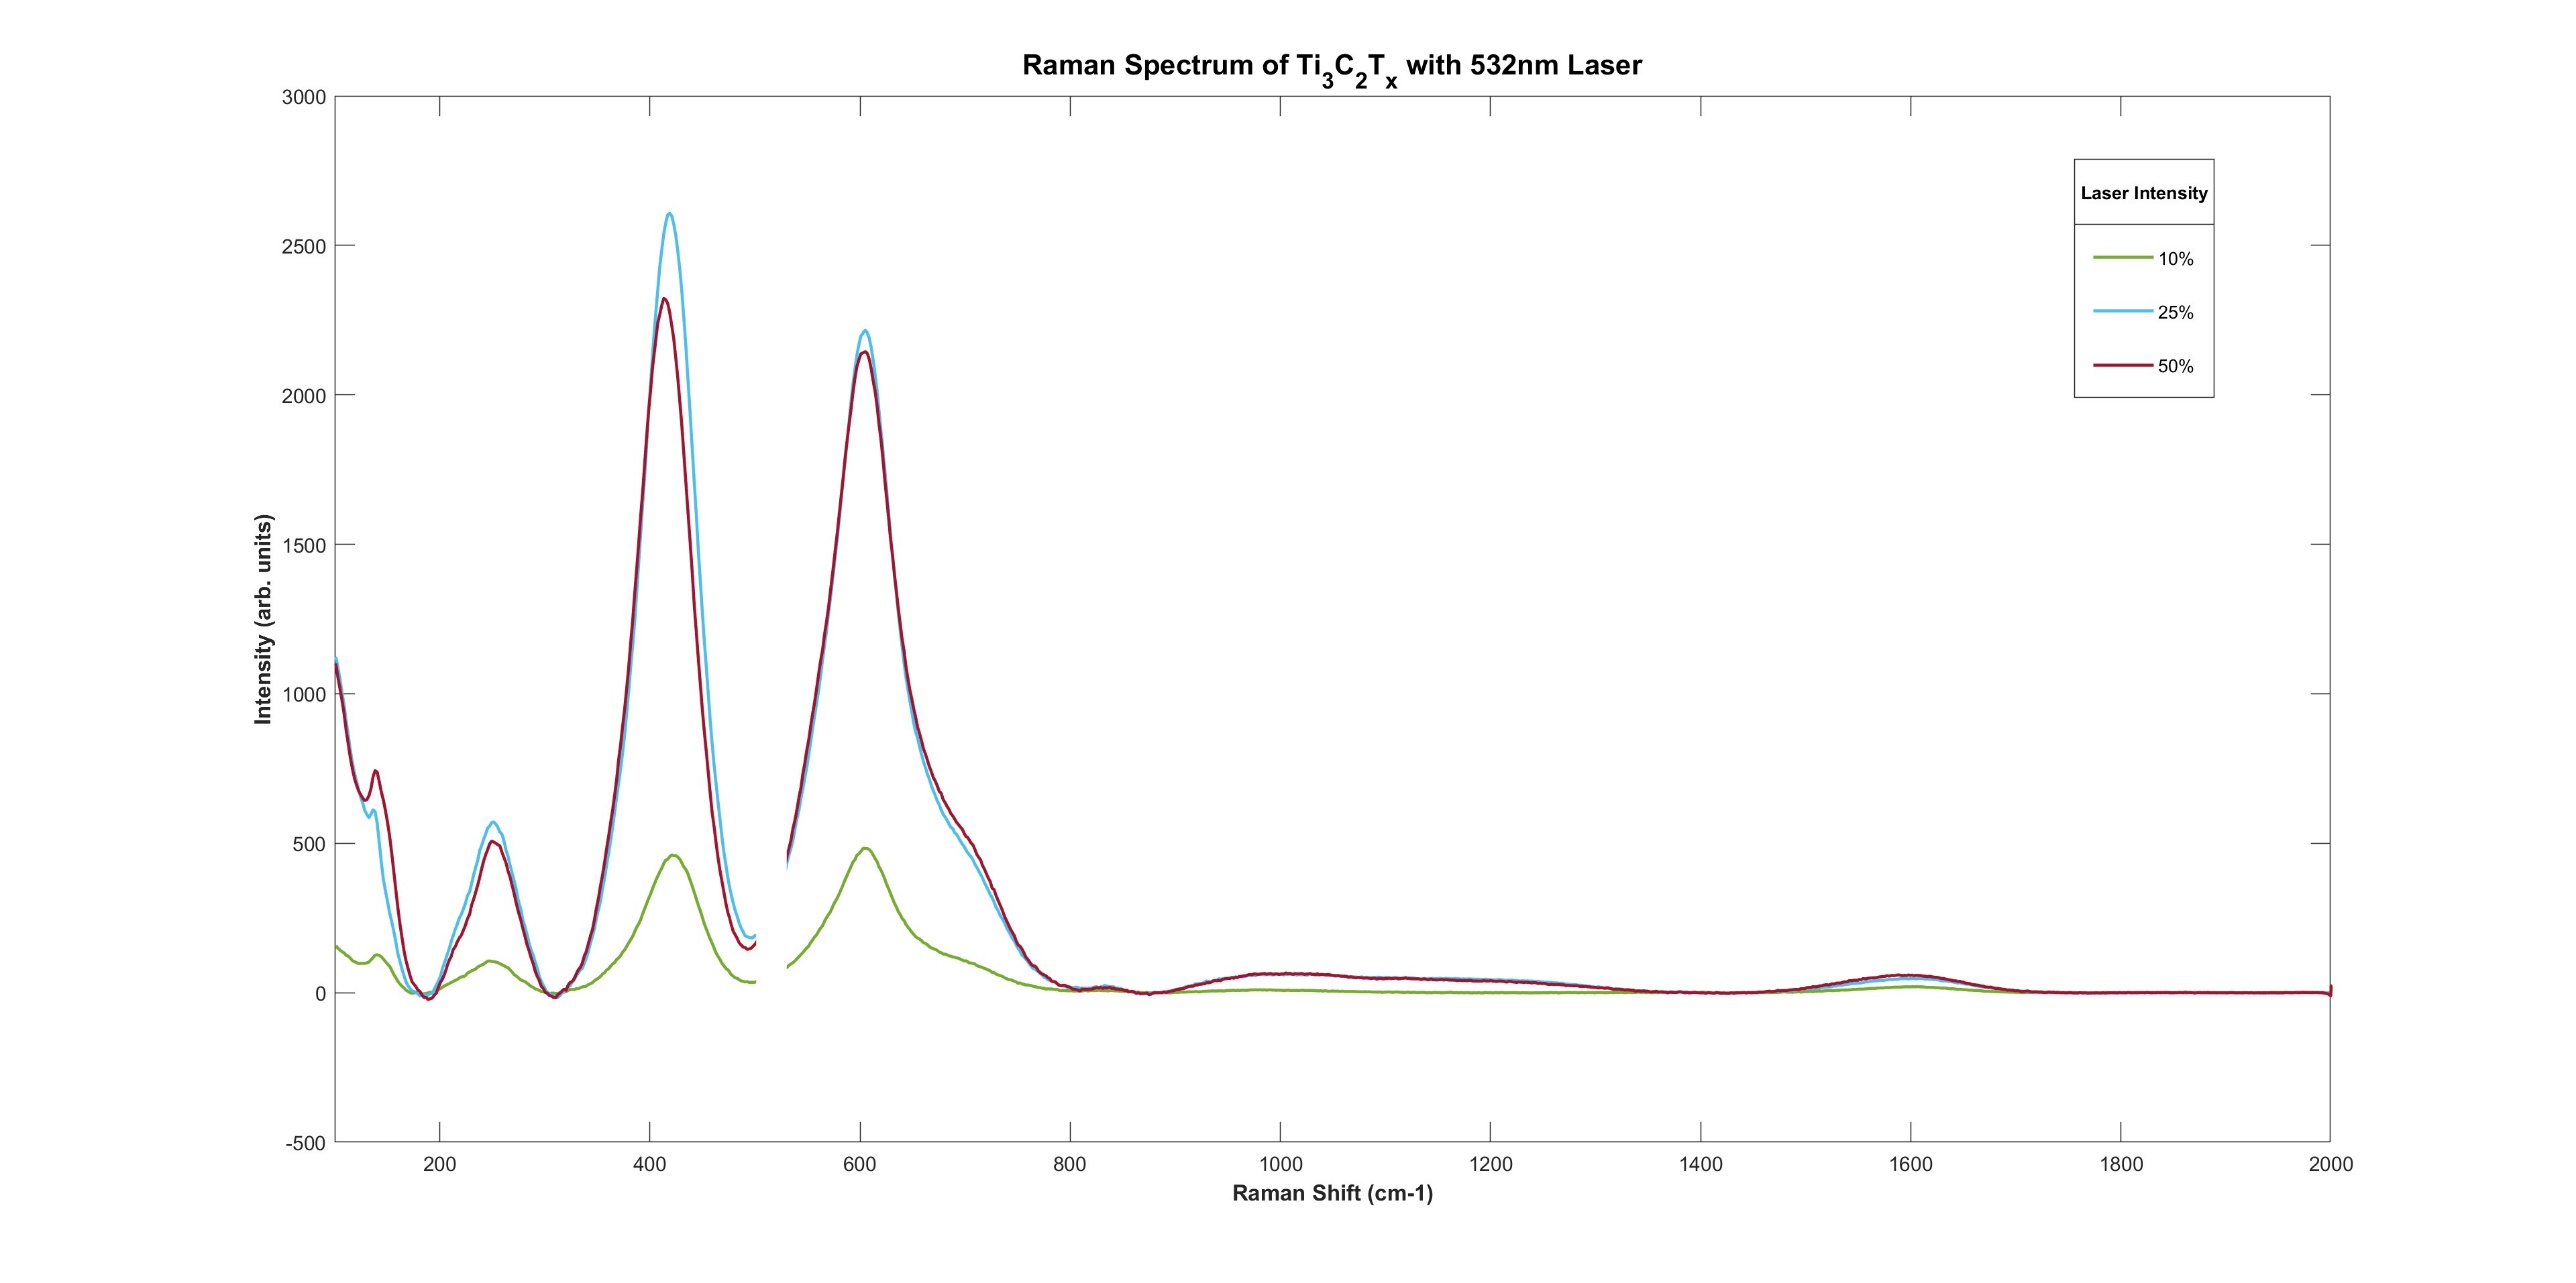 Raman Spectrum of Ti3C2Tx with 532nm Laser
3000
2500
2000
1500
1000
500
0
-500
Intensity (arb. units)
Laser Intensity
10%
25%
50%
200 400 600 800 1000 1200 1400 1600 1800 2000
Raman Shift (cm-1)